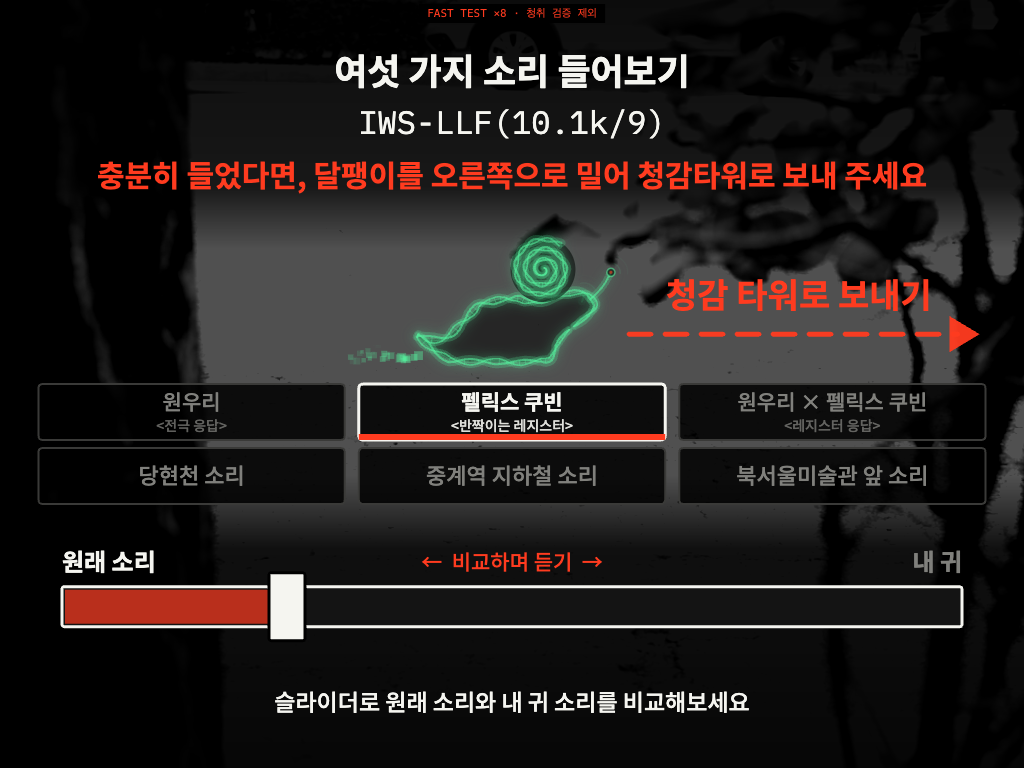 FAST TEST ×8 · 청취 검증 제외
여섯 가지 소리 들어보기
IWS-LLF(10.1k/9)
충분히 들었다면, 달팽이를 오른쪽으로 밀어 청감타워로 보내 주세요
청감 타워로 보내기
원우리
<전극 응답>
펠릭스 쿠빈
<반짝이는 레지스터>
원우리 × 펠릭스 쿠빈
<레지스터 응답>
당현천 소리
중계역 지하철 소리
북서울미술관 앞 소리
원래 소리
← 비교하며 듣기 →
내 귀
슬라이더로 원래 소리와 내 귀 소리를 비교해보세요